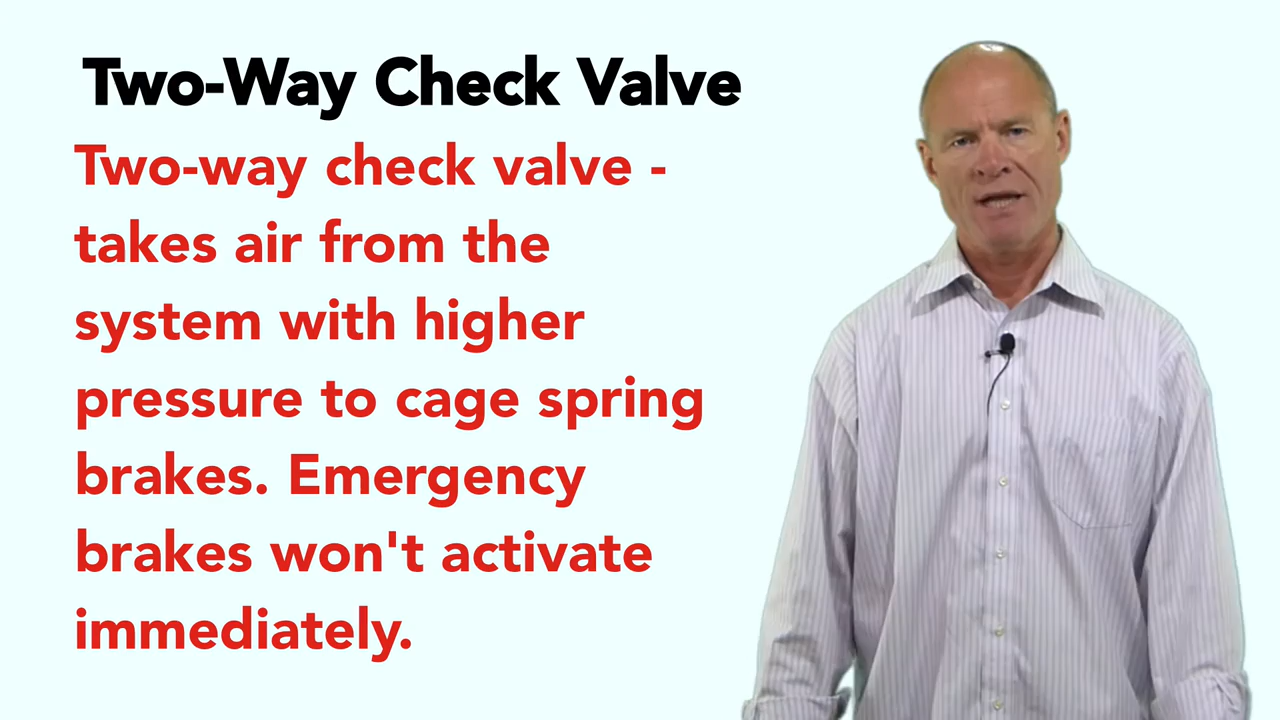 Two-Way Check Valve
Two-way check valve -
takes air from the
system with higher
pressure to cage spring
brakes. Emergency
brakes won't activate
immediately.